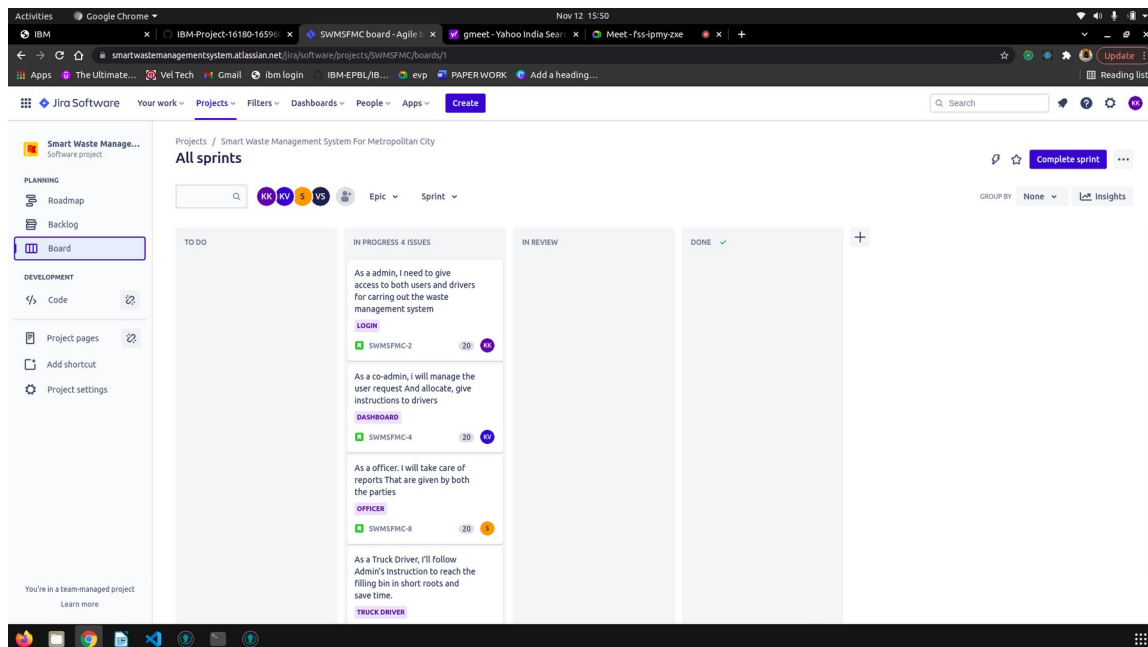 Activities
Google Chrome
Nov 12 15:50
IBM
IBM-Project-16180-16596
SWMSFMC board - Agile b
gmeet - Yahoo India Searc
Meet - fss-ipmy-zxe
smartwastemanagementsystem.atlassian.net/jira/software/projects/SWMSFMC/boards/1
Update
Apps
The Ultimate...
Vel Tech
Gmail
ibm login
IBM-EPBL/IB...
evp
PAPER WORK
Add a heading...
Reading list
Jira Software
Your work
Projects
Filters
Dashboards
People
Apps
Create
Search
KK
Smart Waste Manage...
Software project
PLANNING
Roadmap
Backlog
Board
DEVELOPMENT
Code
Project pages
Add shortcut
Project settings
You're in a team-managed project
Learn more
Projects / Smart Waste Management System For Metropolitan City
All sprints
Complete sprint
KK KV S VS
Epic
Sprint
GROUP BY None
Insights
TO DO
IN PROGRESS 4 ISSUES
IN REVIEW
DONE
As a admin, I need to give
access to both users and drivers
for carring out the waste
management system
LOGIN
SWMSFMC-2 20 KK
As a co-admin, i will manage the
user request And allocate, give
instructions to drivers
DASHBOARD
SWMSFMC-4 20 KV
As a officer. I will take care of
reports That are given by both
the parties
OFFICER
SWMSFMC-8 20 S
As a Truck Driver, I'll follow
Admin's Instruction to reach the
filling bin in short roots and
save time.
TRUCK DRIVER